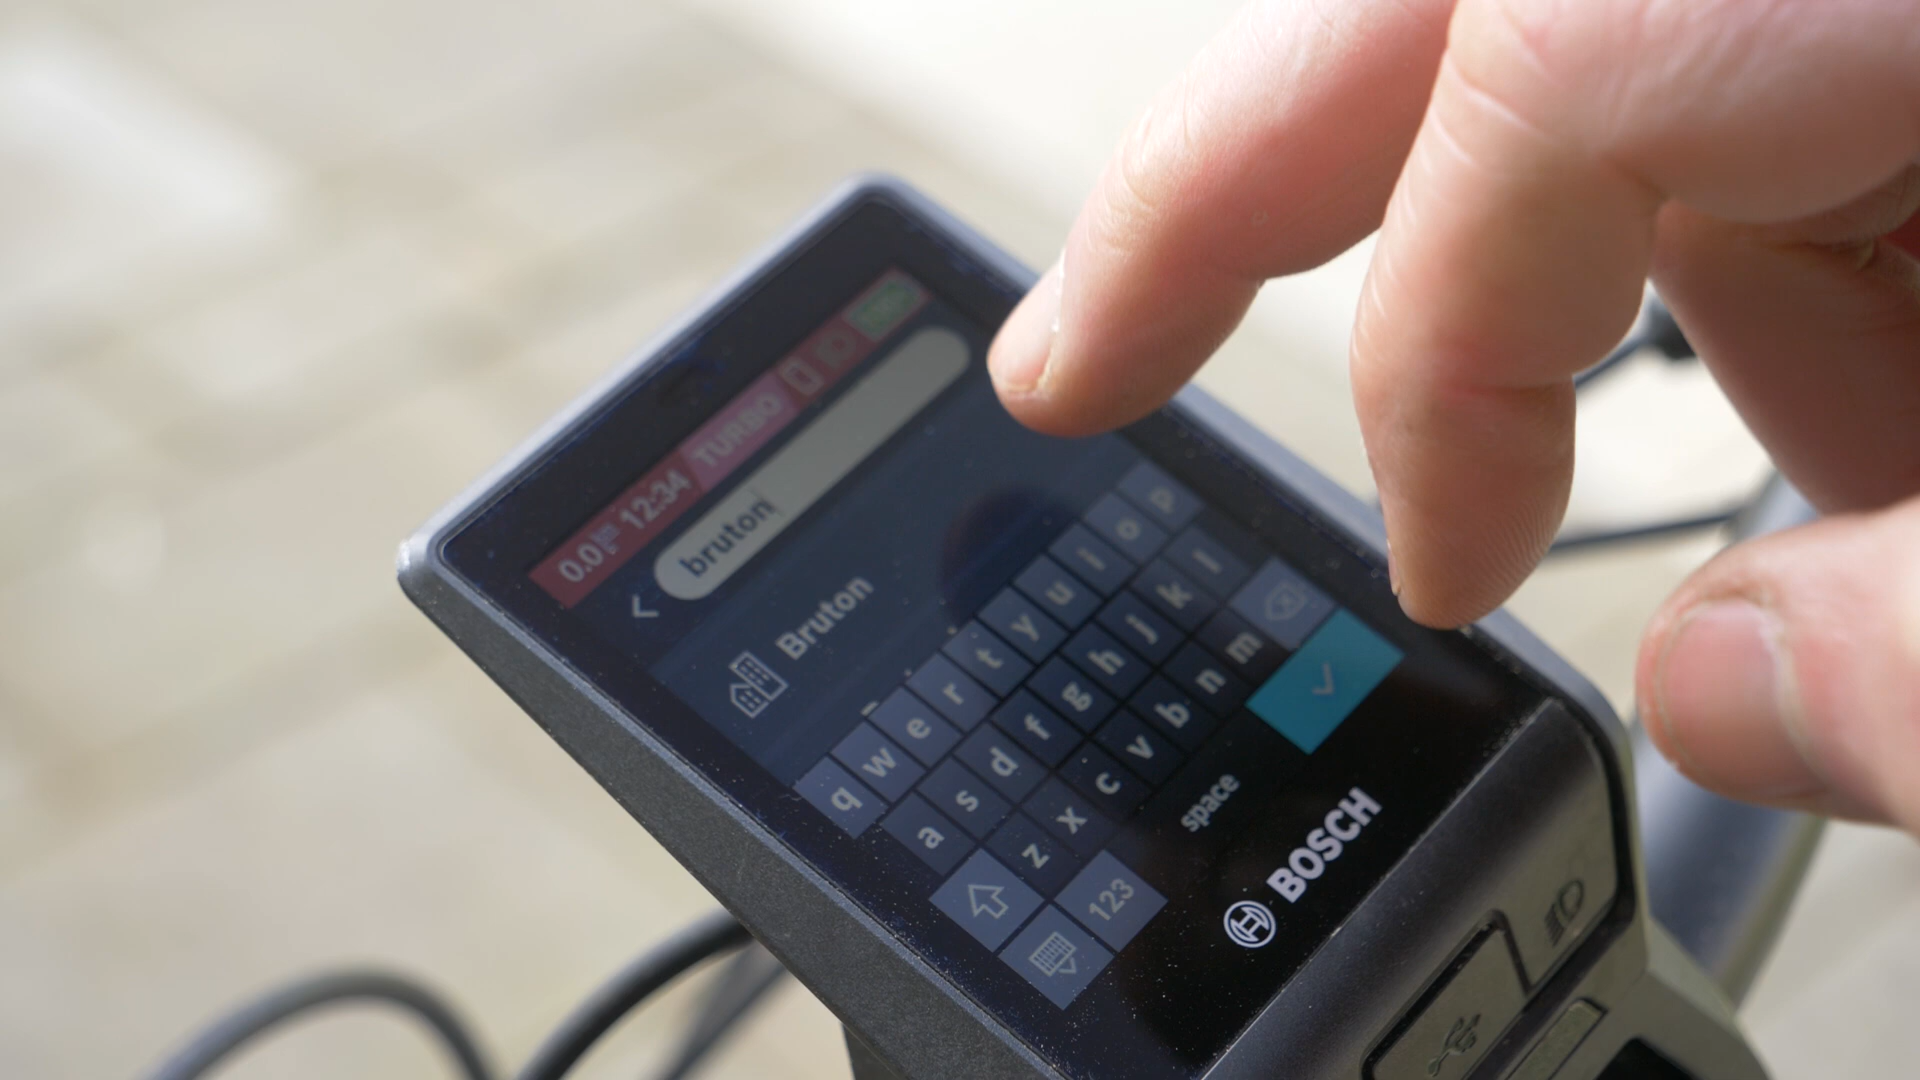 0.0 12:34 TURBO
bruton
Bruton
q w e r t y u i o p
a s d f g h j k l
z x c v b n m
123 space
BOSCH